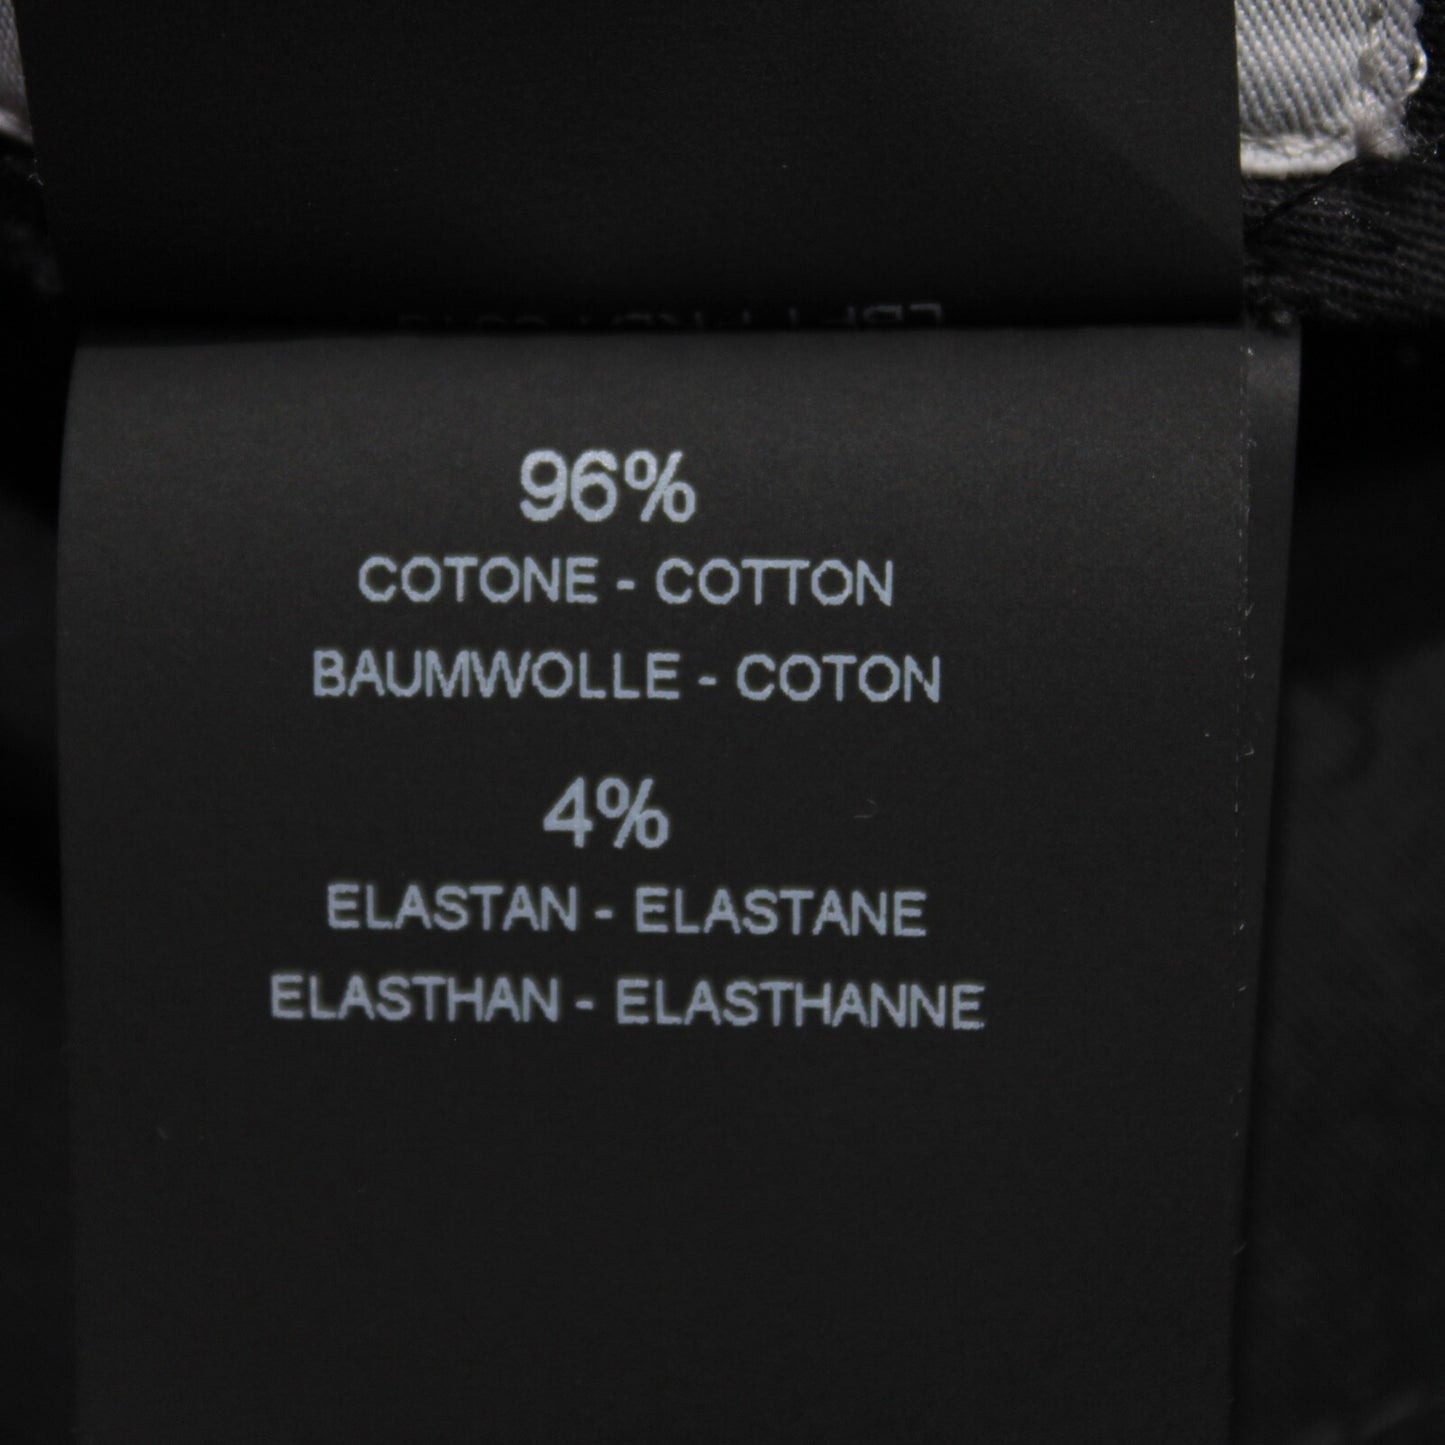 96%
COTONE - COTTON
BAUMWOLLE - COTON
4%
ELASTAN - ELASTANE
ELASTHAN - ELASTHANNE